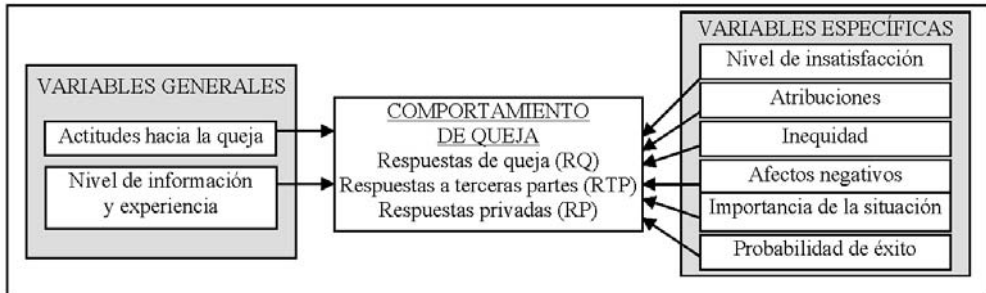 VARIABLES GENERALES
Actitudes hacia la queja
Nivel de información
y experiencia
COMPORTAMIENTO
DE QUEJA
Respuestas de queja (RQ)
Respuestas a terceras partes (RTP)
Respuestas privadas (RP)
VARIABLES ESPECÍFICAS
Nivel de insatisfacción
Atribuciones
Inequidad
Afectos negativos
Importancia de la situación
Probabilidad de éxito